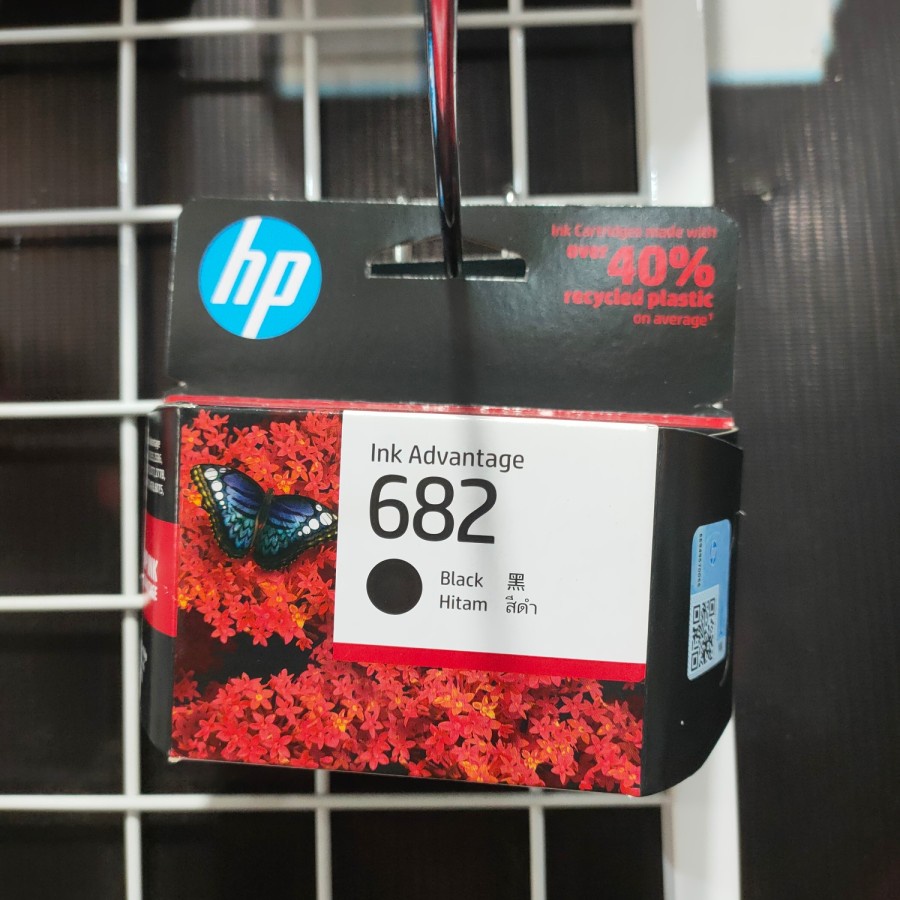 hp
Ink Cartridges made with
over 40%
recycled plastic
on average¹
Ink Advantage
682
Black 黑
Hitam สีดำ